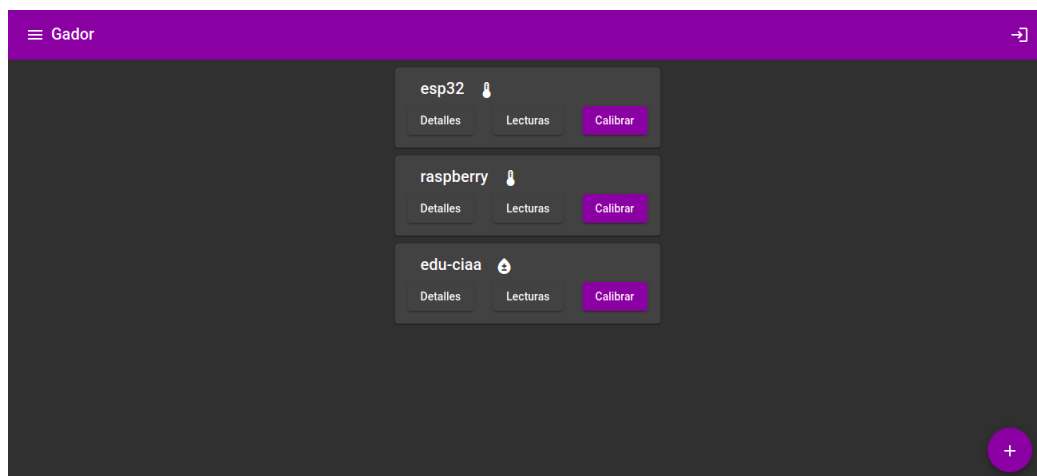 Gador
esp32
Detalles Lecturas Calibrar
raspberry
Detalles Lecturas Calibrar
edu-ciaa
Detalles Lecturas Calibrar
+